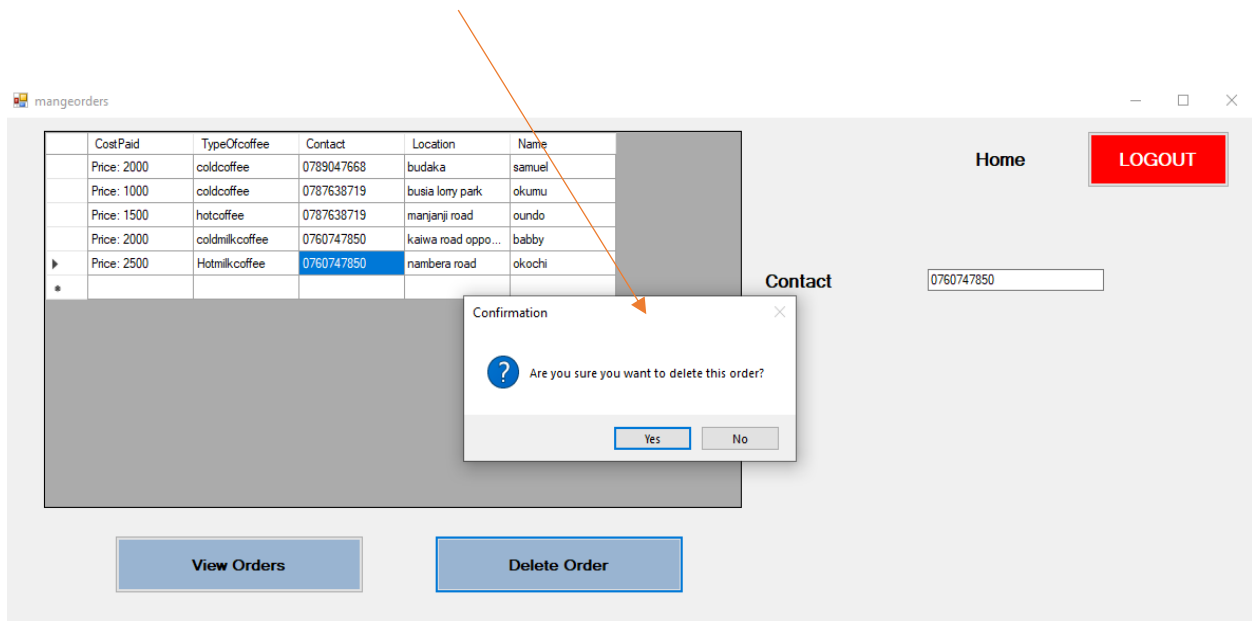 mangeorders
CostPaid TypeOfcoffee Contact Location Name
Price: 2000 coldcoffee 0789047668 budaka samuel
Price: 1000 coldcoffee 0787638719 busia lorry park okumu
Price: 1500 hotcoffee 0787638719 manjanji road oundo
Price: 2000 coldmilkcoffee 0760747850 kaiwa road oppo... babby
Price: 2500 Hotmilkcoffee 0760747850 nambera road okochi
Home
LOGOUT
Contact 0760747850
Confirmation
Are you sure you want to delete this order?
Yes No
View Orders Delete Order